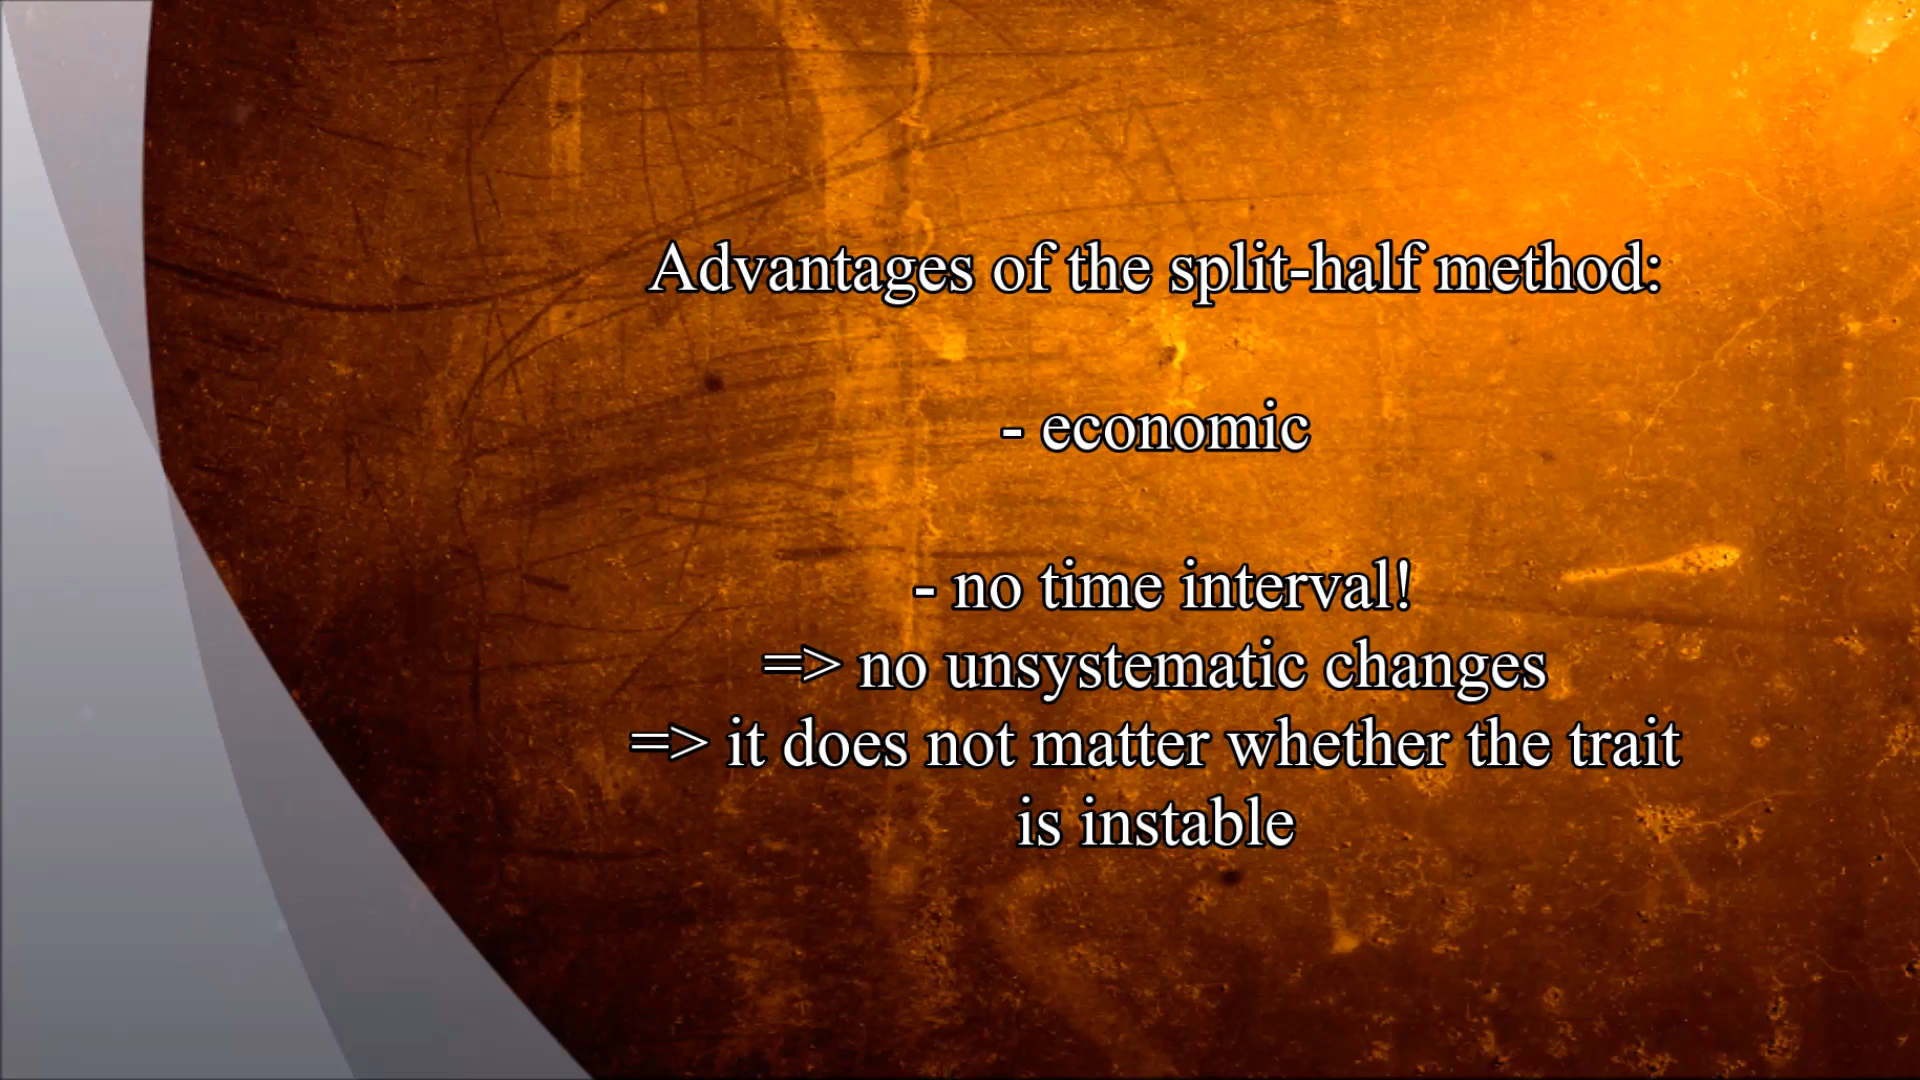 Advantages of the split-half method:
- economic
- no time interval!
=> no unsystematic changes
=> it does not matter whether the trait
is instable